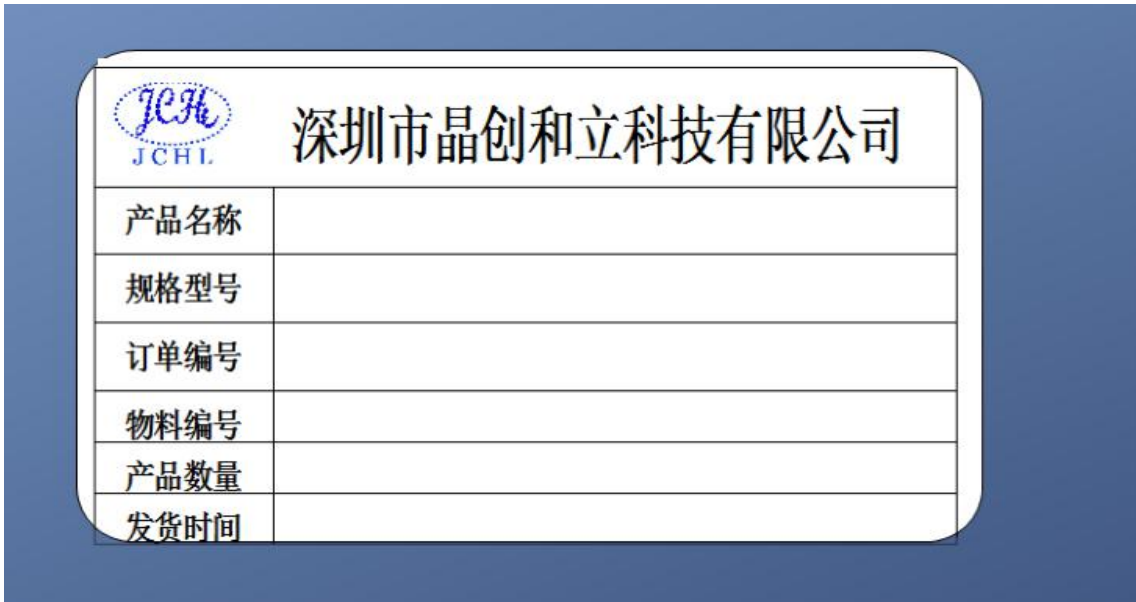 JCHL
JCHL
深圳市晶创和立科技有限公司
产品名称
规格型号
订单编号
物料编号
产品数量
发货时间